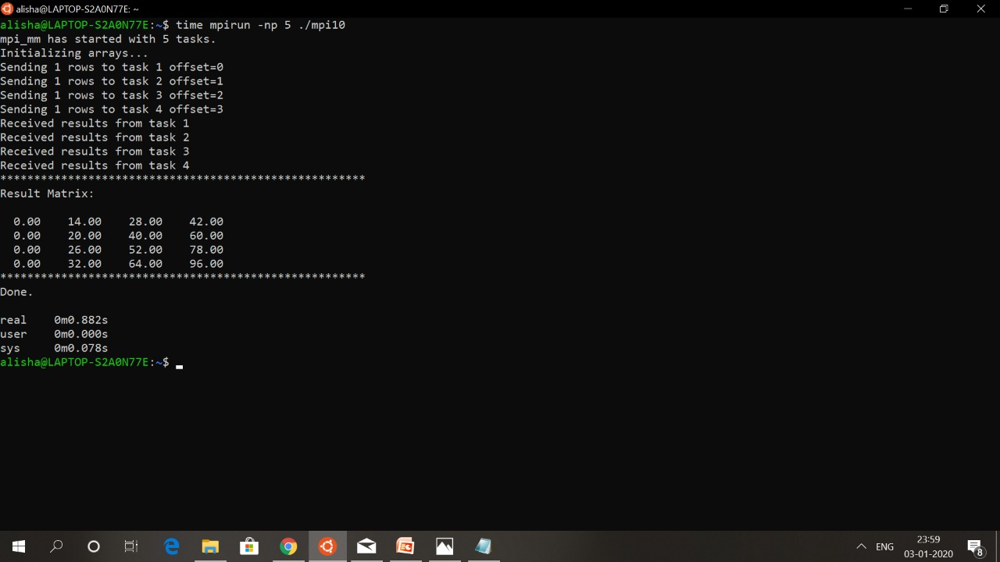 alisha@LAPTOP-S2A0N77E: ~
alisha@LAPTOP-S2A0N77E:~$ time mpirun -np 5 ./mpi10
mpi_mm has started with 5 tasks.
Initializing arrays...
Sending 1 rows to task 1 offset=0
Sending 1 rows to task 2 offset=1
Sending 1 rows to task 3 offset=2
Sending 1 rows to task 4 offset=3
Received results from task 1
Received results from task 2
Received results from task 3
Received results from task 4
******************************************************
Result Matrix:
  0.00    14.00    28.00    42.00
  0.00    20.00    40.00    60.00
  0.00    26.00    52.00    78.00
  0.00    32.00    64.00    96.00
******************************************************
Done.
real    0m0.882s
user    0m0.000s
sys     0m0.078s
alisha@LAPTOP-S2A0N77E:~$
ENG
23:59
03-01-2020
8